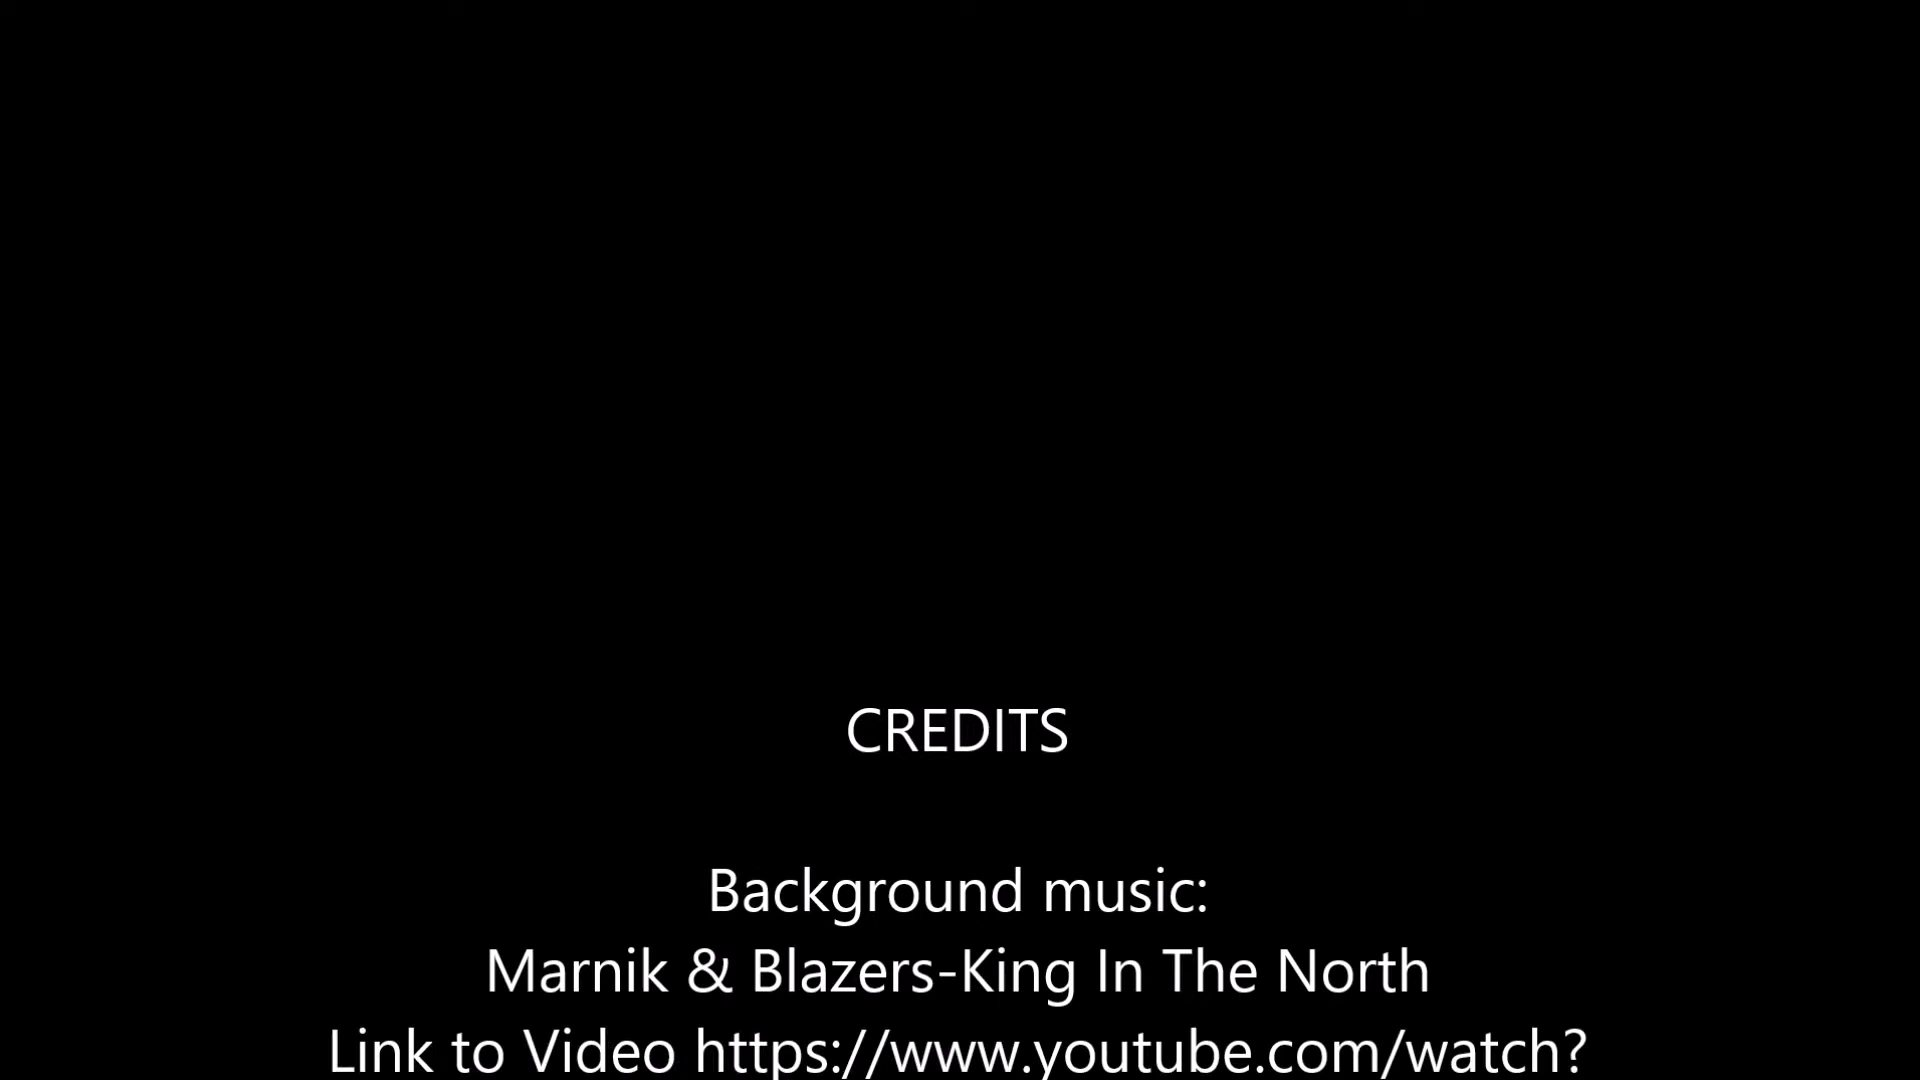 CREDITS
Background music:
Marnik & Blazers-King In The North
Link to Video https://www.youtube.com/watch?